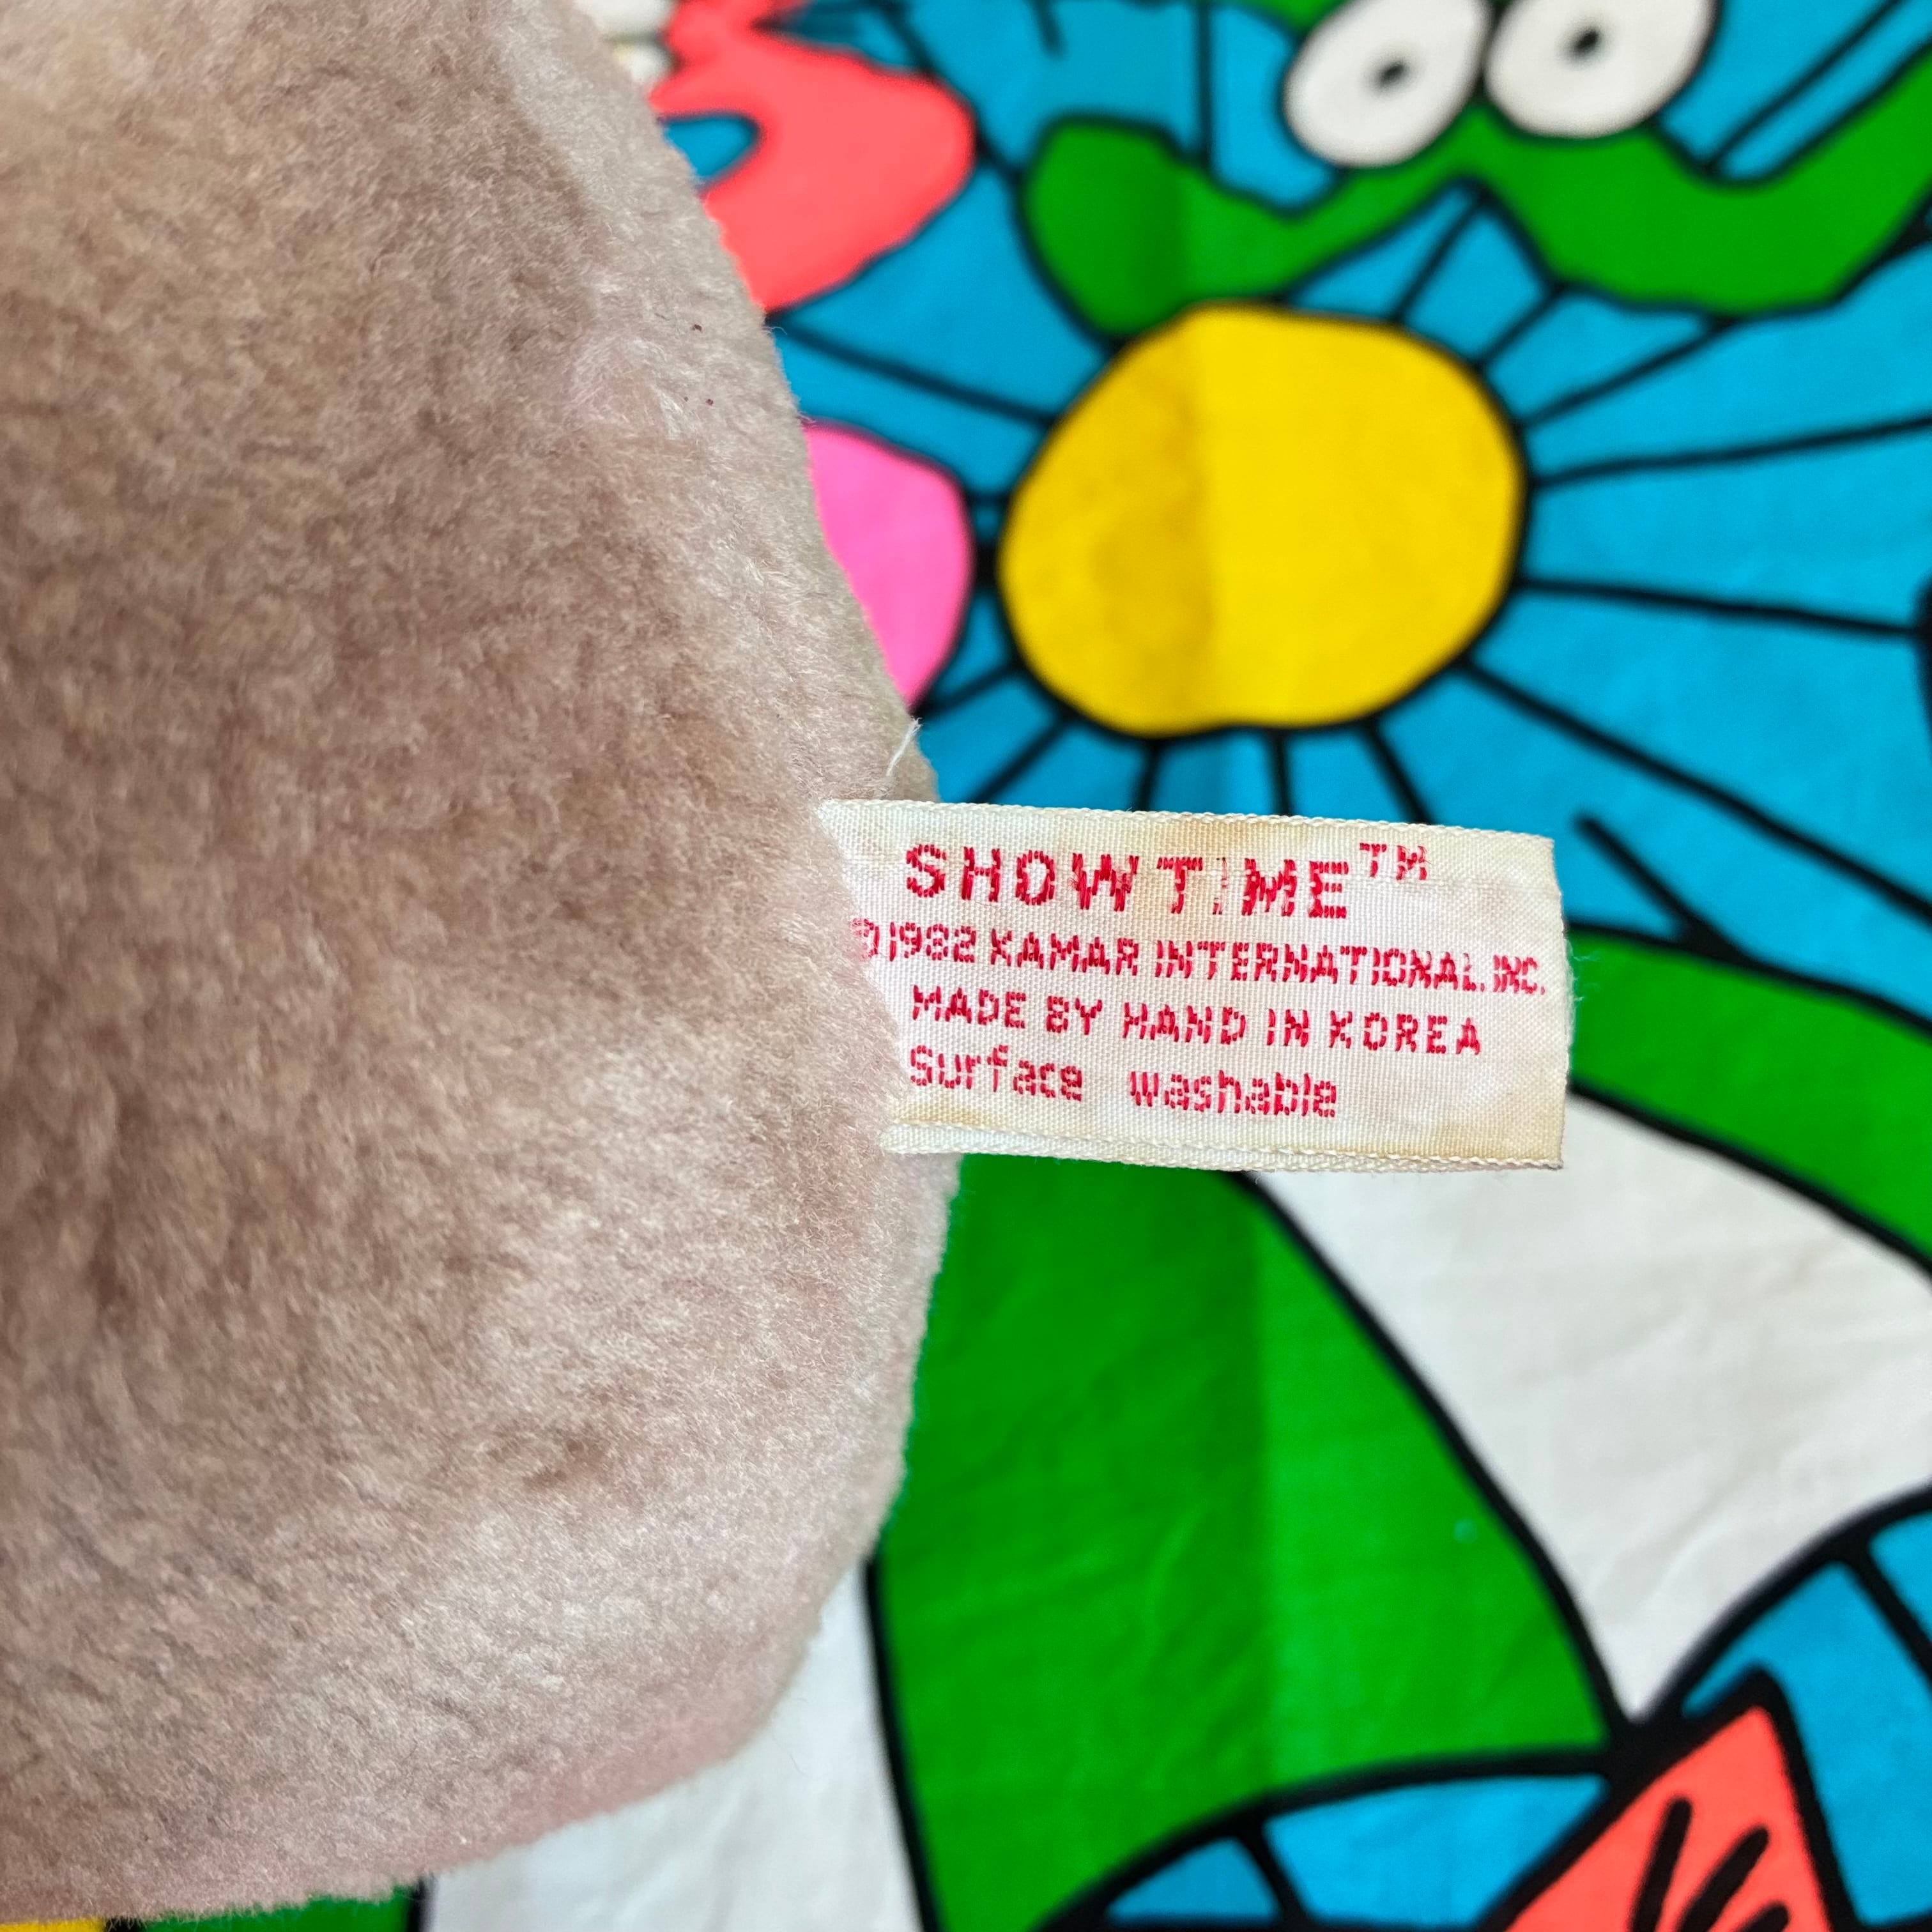 SHOWTIME™
©1982 KAMAR INTERNATIONAL. INC.
MADE BY HAND IN KOREA
Surface washable